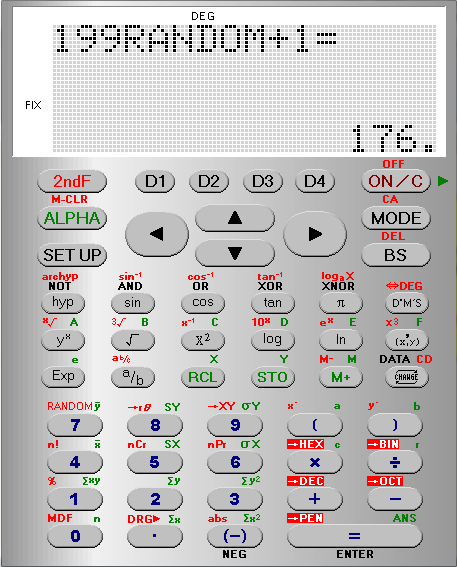 DEG
199RANDOM+1=
FIX
176.
OFF
2ndF D1 D2 D3 D4 ON/C
M-CLR CA
ALPHA ◀ ▲ ▶ MODE
DEL
SET UP ▼ BS
archyp sin⁻¹ cos⁻¹ tan⁻¹ logₐX ⇔DEG
NOT AND OR XOR XNOR
hyp sin cos tan π D°M'S
ˣ√ A ³√ B x⁻¹ C 10ˣ D eˣ E x³ F
yˣ √ X² log ln (x,y)
e a b/c X Y M- M DATA CD
Exp a/b RCL STO M+ CHANGE
RANDOM ȳ →rθ SY →XY σY x' a y' b
7 8 9 ( )
n! x̄ nCr SX nPr σX →HEX c →BIN r
4 5 6 × ÷
% Σxy Σy Σy² →DEC →OCT
1 2 3 + −
MDF n DRG▶ Σx abs Σx² →PEN ANS
0 . (−) =
NEG ENTER